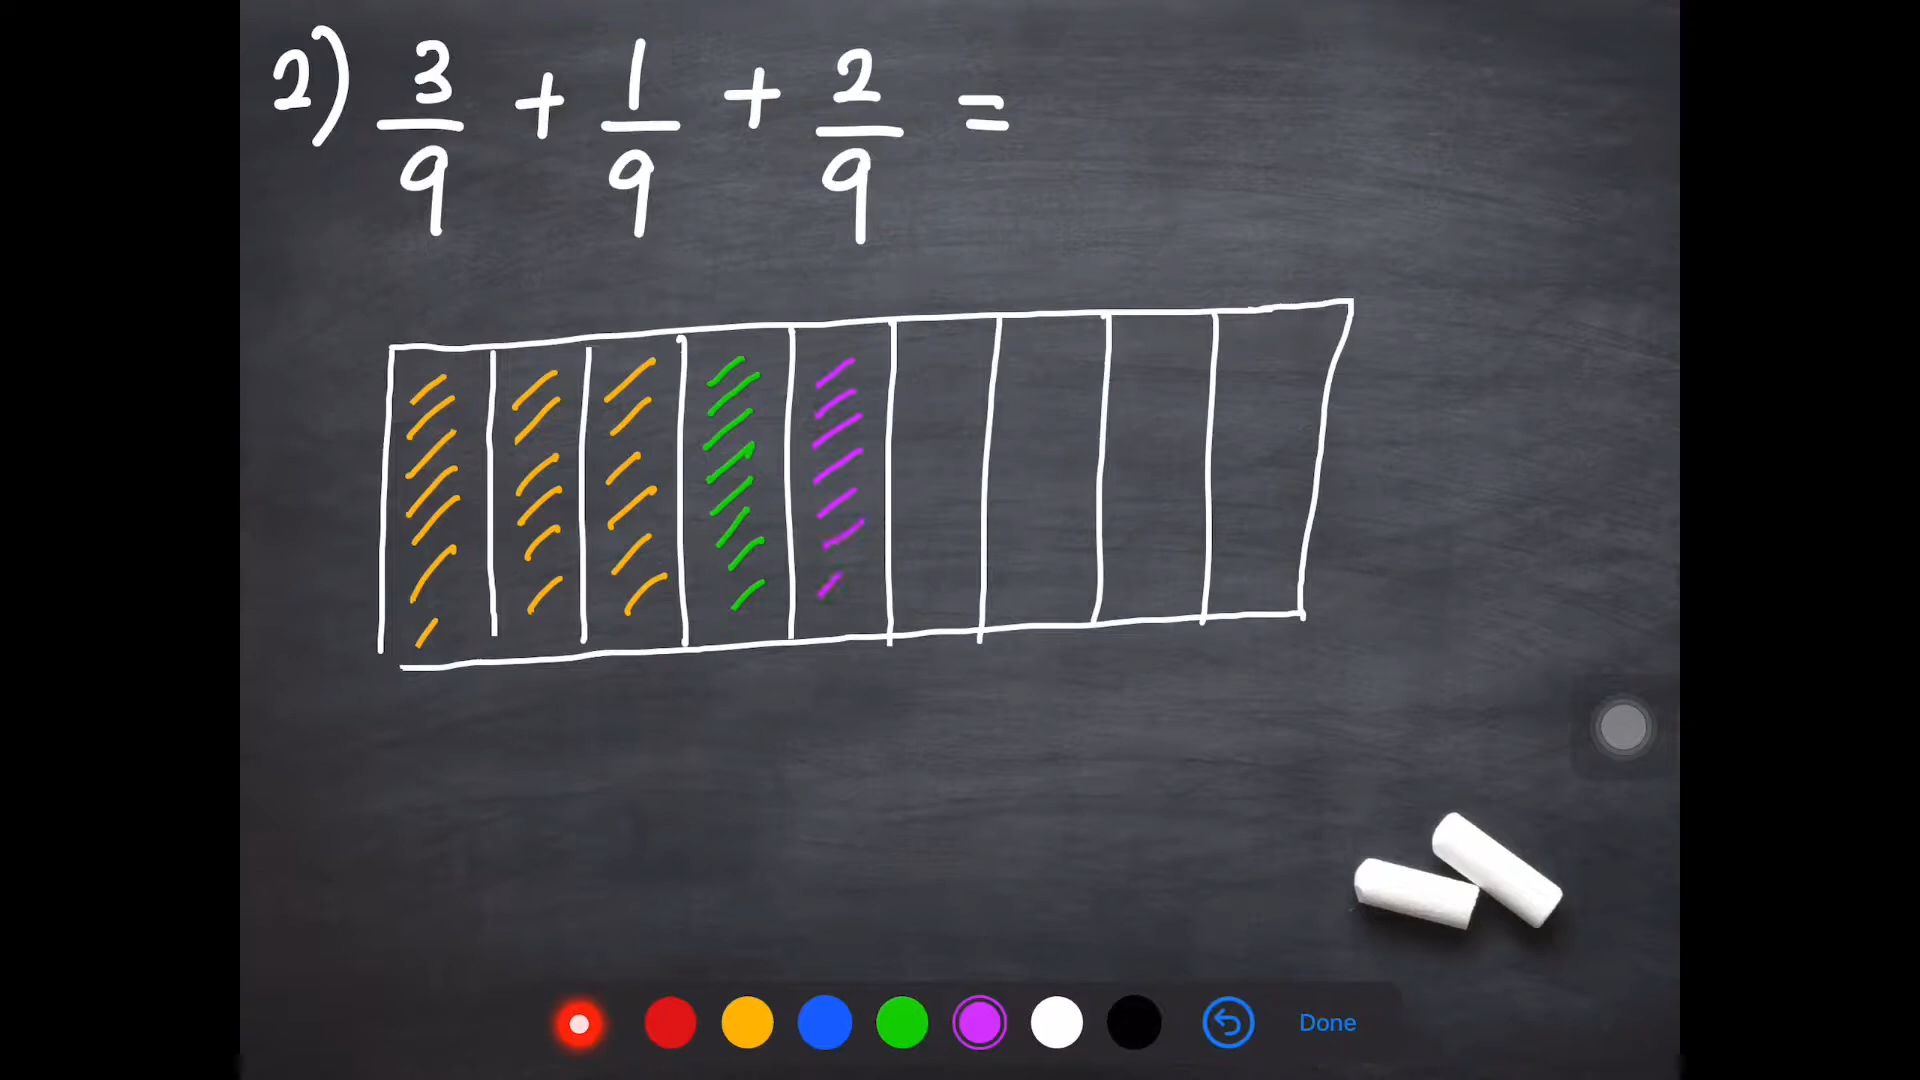 2) 3/9 + 1/9 + 2/9 =
Done